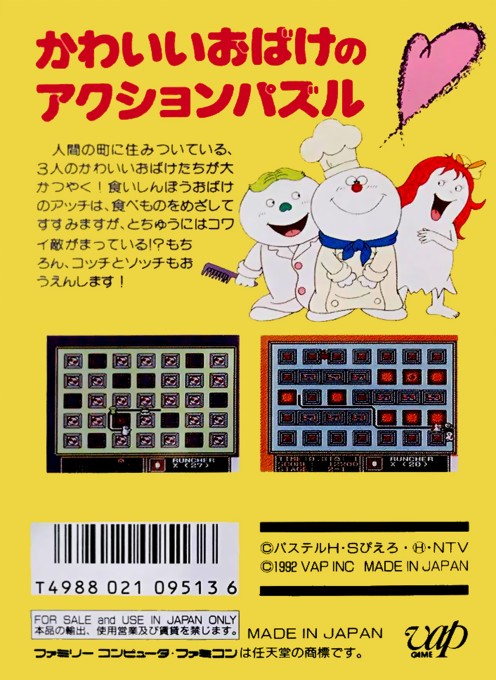 かわいいおばけの
アクションパズル
人間の町に住みついている、
3人のかわいいおばけたちが大
かつやく！食いしんぼうおばけ
のアッチは、食べものをめざして
すすみますが、とちゅうにはコワ
イ敵がまっている!?もち
ろん、コッチとソッチもお
うえんします！
RUNCHER
X (27)
RUNCHER
X (20)
STAGE 2-1
©パステルH・Sぴえろ・Ⓗ・NTV
©1992 VAP INC MADE IN JAPAN
T4988 021 09513 6
FOR SALE and USE IN JAPAN ONLY
本品の輸出、使用営業及び賃貸を禁じます。
MADE IN JAPAN
vap
GAME
ファミリー コンピュータ・ファミコンは任天堂の商標です。